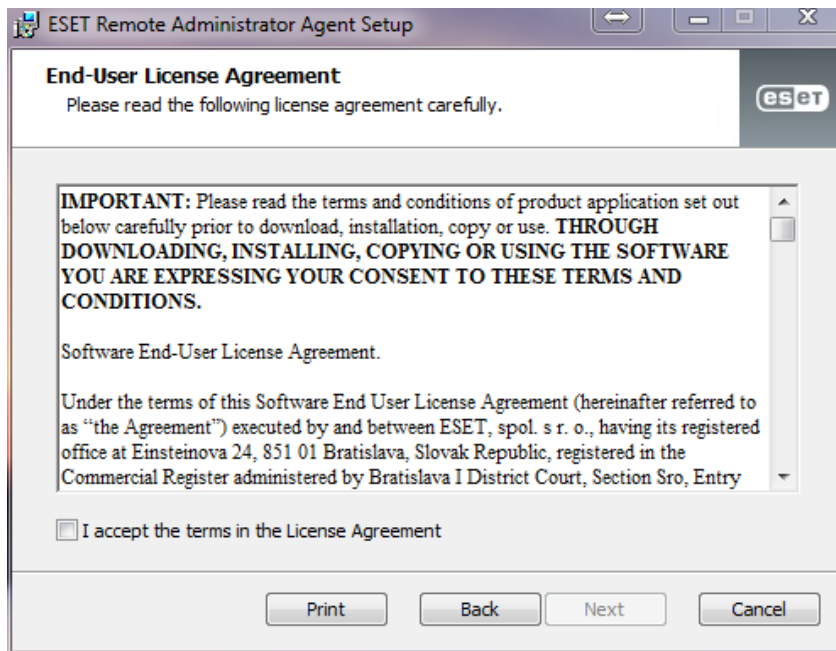 ESET Remote Administrator Agent Setup
End-User License Agreement
Please read the following license agreement carefully.
eset
IMPORTANT: Please read the terms and conditions of product application set out
below carefully prior to download, installation, copy or use. THROUGH
DOWNLOADING, INSTALLING, COPYING OR USING THE SOFTWARE
YOU ARE EXPRESSING YOUR CONSENT TO THESE TERMS AND
CONDITIONS.
Software End-User License Agreement.
Under the terms of this Software End User License Agreement (hereinafter referred to
as “the Agreement”) executed by and between ESET, spol. s r. o., having its registered
office at Einsteinova 24, 851 01 Bratislava, Slovak Republic, registered in the
Commercial Register administered by Bratislava I District Court, Section Sro, Entry
I accept the terms in the License Agreement
Print Back Next Cancel